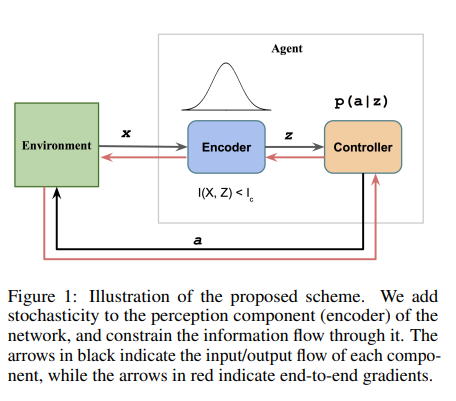 Agent
p(a|z)
x
z
Environment
Encoder
Controller
I(X, Z) < I_c
a
Figure 1: Illustration of the proposed scheme. We add
stochasticity to the perception component (encoder) of the
network, and constrain the information flow through it. The
arrows in black indicate the input/output flow of each compo-
nent, while the arrows in red indicate end-to-end gradients.